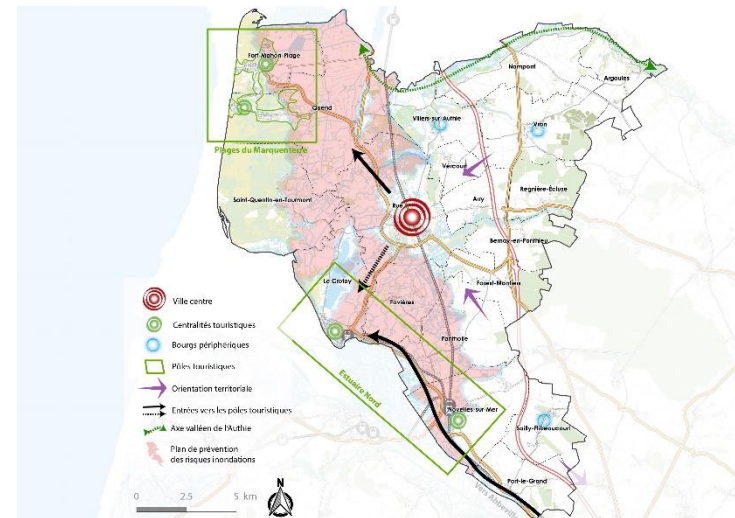 Fort-Mahon-Plage
Nampont
Argoules
Quend
Villers-sur-Authie
Vron
Plages du Marquenterre
Vercourt
Regnière-Écluse
Saint-Quentin-en-Tourmont
Rue
Arry
Bernay-en-Ponthieu
Le Crotoy
Forest-Montiers
Favières
Ponthoile
Estuaire Nord
Noyelles-sur-Mer
Sailly-Flibeaucourt
Port-le-Grand
Vers Abbeville
Ville centre
Centralités touristiques
Bourgs périphériques
Pôles touristiques
Orientation territoriale
Entrées vers les pôles touristiques
Axe valléen de l'Authie
Plan de prévention
des risques inondations
N
0 2.5 5 km